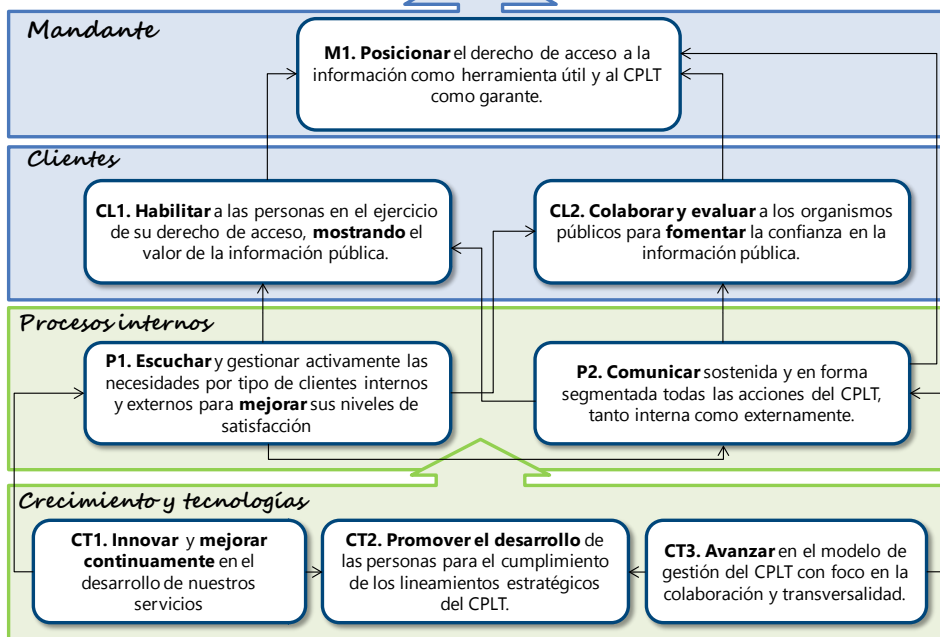 Mandante
M1. Posicionar el derecho de acceso a la
información como herramienta útil y al CPLT
como garante.
Clientes
CL1. Habilitar a las personas en el ejercicio
de su derecho de acceso, mostrando el
valor de la información pública.
CL2. Colaborar y evaluar a los organismos
públicos para fomentar la confianza en la
información pública.
Procesos internos
P1. Escuchar y gestionar activamente las
necesidades por tipo de clientes internos
y externos para mejorar sus niveles de
satisfacción
P2. Comunicar sostenida y en forma
segmentada todas las acciones del CPLT,
tanto interna como externamente.
Crecimiento y tecnologías
CT1. Innovar y mejorar
continuamente en el
desarrollo de nuestros
servicios
CT2. Promover el desarrollo de
las personas para el cumplimiento
de los lineamientos estratégicos
del CPLT.
CT3. Avanzar en el modelo de
gestión del CPLT con foco en la
colaboración y transversalidad.